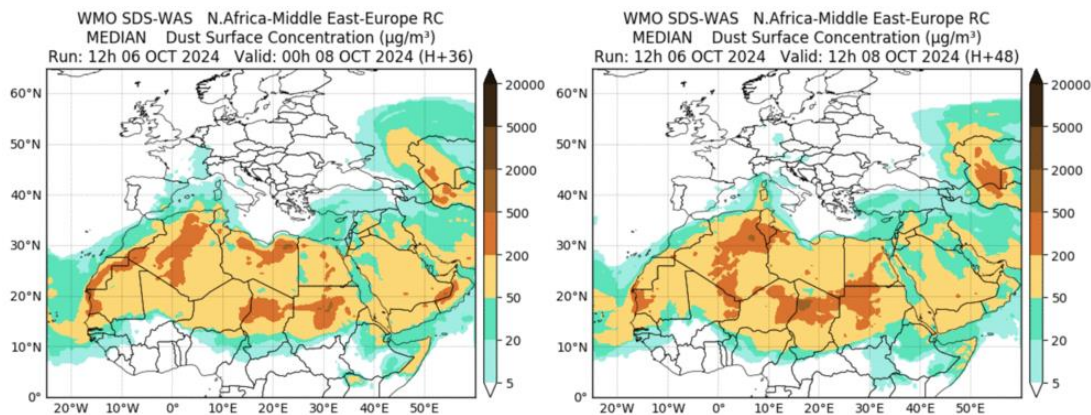 WMO SDS-WAS N.Africa-Middle East-Europe RC
MEDIAN Dust Surface Concentration (µg/m³)
Run: 12h 06 OCT 2024 Valid: 00h 08 OCT 2024 (H+36)
60°N
50°N
40°N
30°N
20°N
10°N
0°
20°W
10°W
0°
10°E
20°E
30°E
40°E
50°E
20000
5000
2000
500
200
50
20
5
WMO SDS-WAS N.Africa-Middle East-Europe RC
MEDIAN Dust Surface Concentration (µg/m³)
Run: 12h 06 OCT 2024 Valid: 12h 08 OCT 2024 (H+48)
60°N
50°N
40°N
30°N
20°N
10°N
0°
20°W
10°W
0°
10°E
20°E
30°E
40°E
50°E
20000
5000
2000
500
200
50
20
5